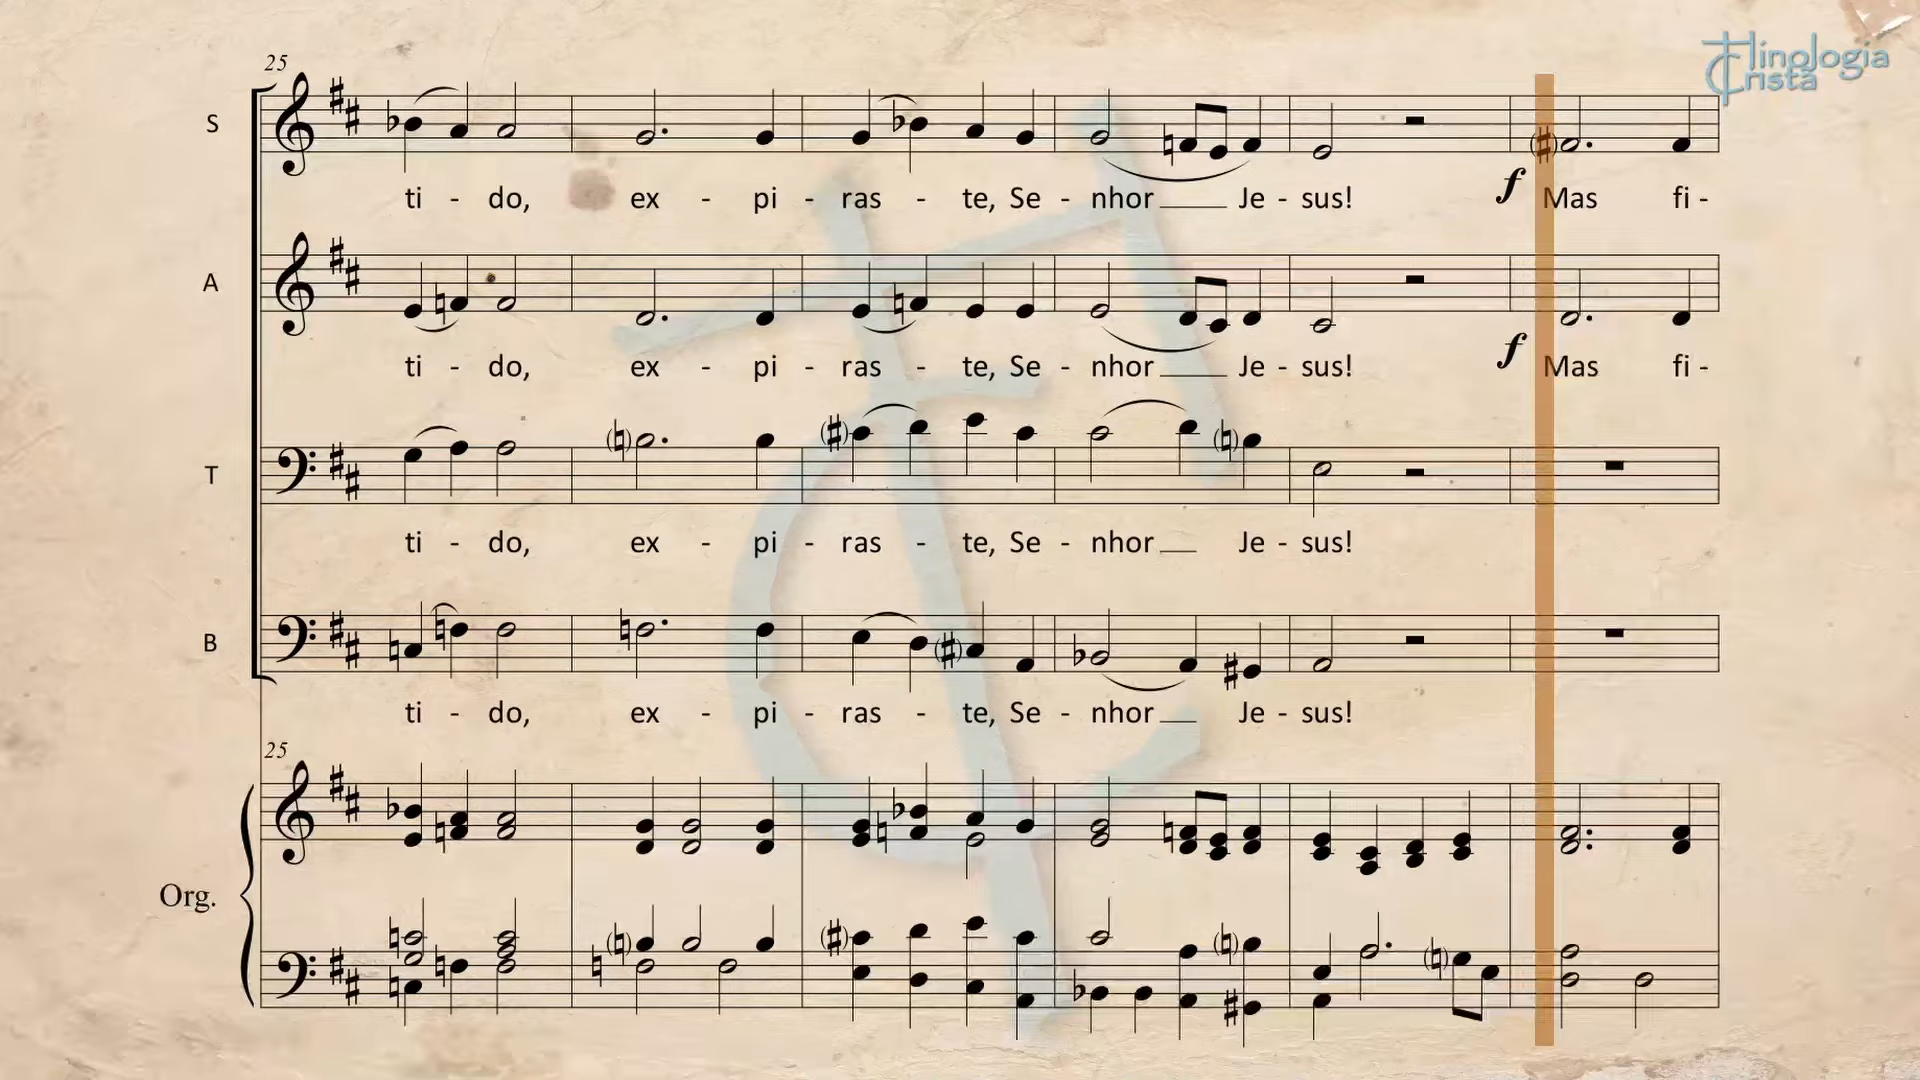 Hinologia
Cristã
25
S
ti - do, ex - pi - ras - te, Se - nhor Je - sus! f Mas fi -
A
ti - do, ex - pi - ras - te, Se - nhor Je - sus! f Mas fi -
T
ti - do, ex - pi - ras - te, Se - nhor Je - sus!
B
ti - do, ex - pi - ras - te, Se - nhor Je - sus!
25
Org.